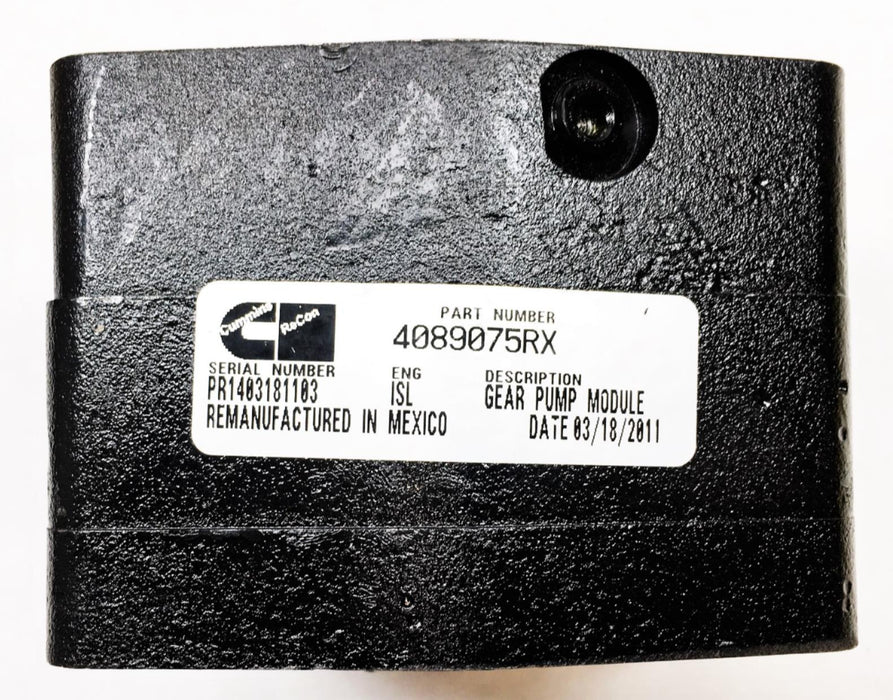 Cummins ReCon
PART NUMBER
4089075RX
SERIAL NUMBER ENG DESCRIPTION
PR1403181103 ISL GEAR PUMP MODULE
REMANUFACTURED IN MEXICO DATE 03/18/2011